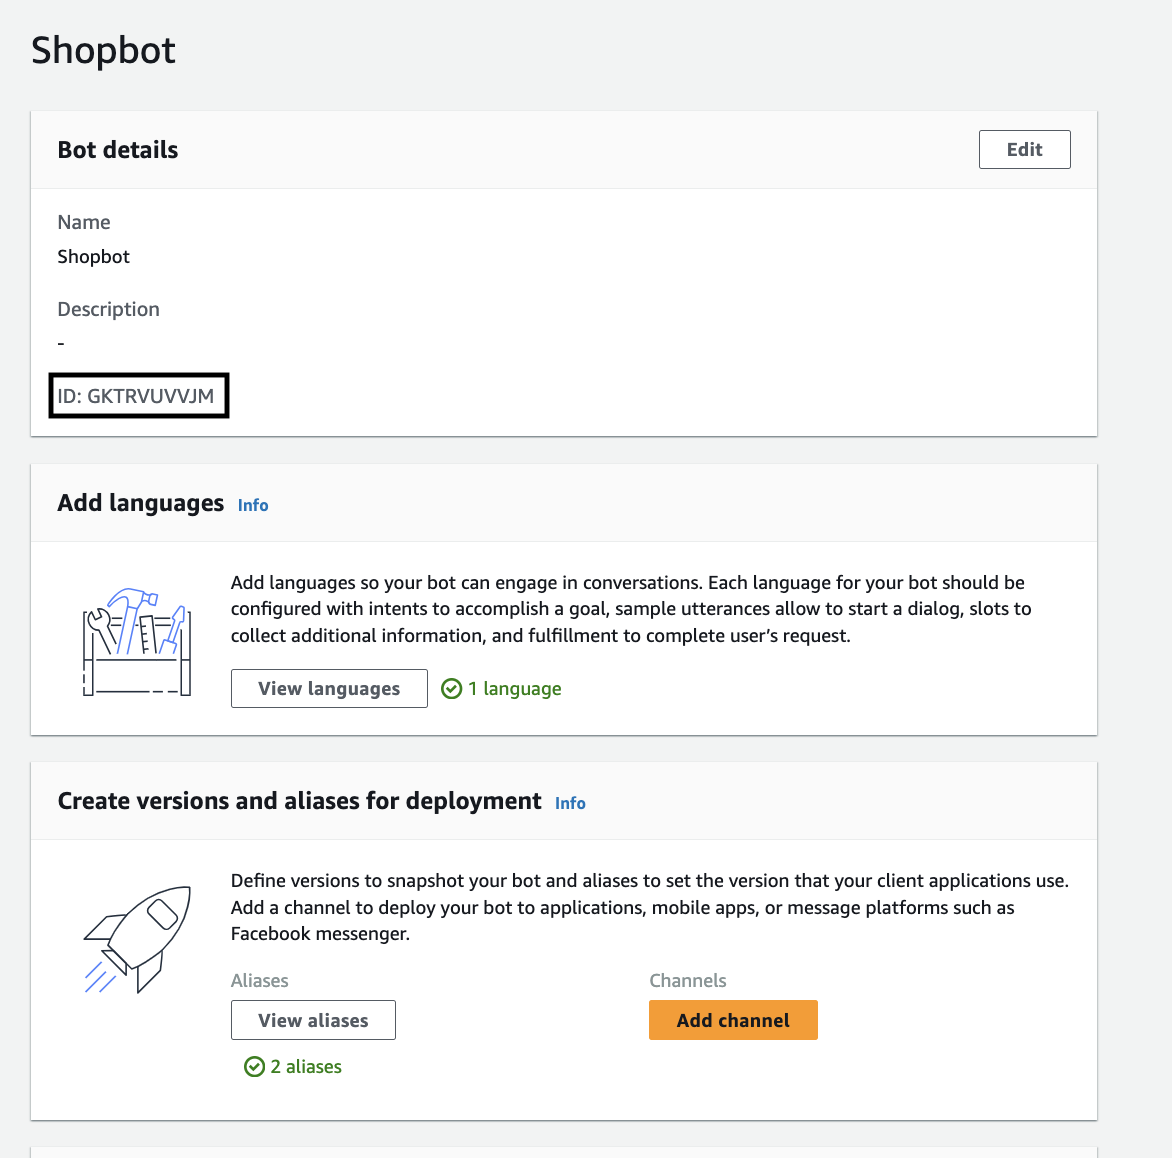 Shopbot
Bot details
Edit
Name
Shopbot
Description
-
ID: GKTRVUVVJM
Add languages Info
Add languages so your bot can engage in conversations. Each language for your bot should be
configured with intents to accomplish a goal, sample utterances allow to start a dialog, slots to
collect additional information, and fulfillment to complete user’s request.
View languages 1 language
Create versions and aliases for deployment Info
Define versions to snapshot your bot and aliases to set the version that your client applications use.
Add a channel to deploy your bot to applications, mobile apps, or message platforms such as
Facebook messenger.
Aliases
View aliases
2 aliases
Channels
Add channel